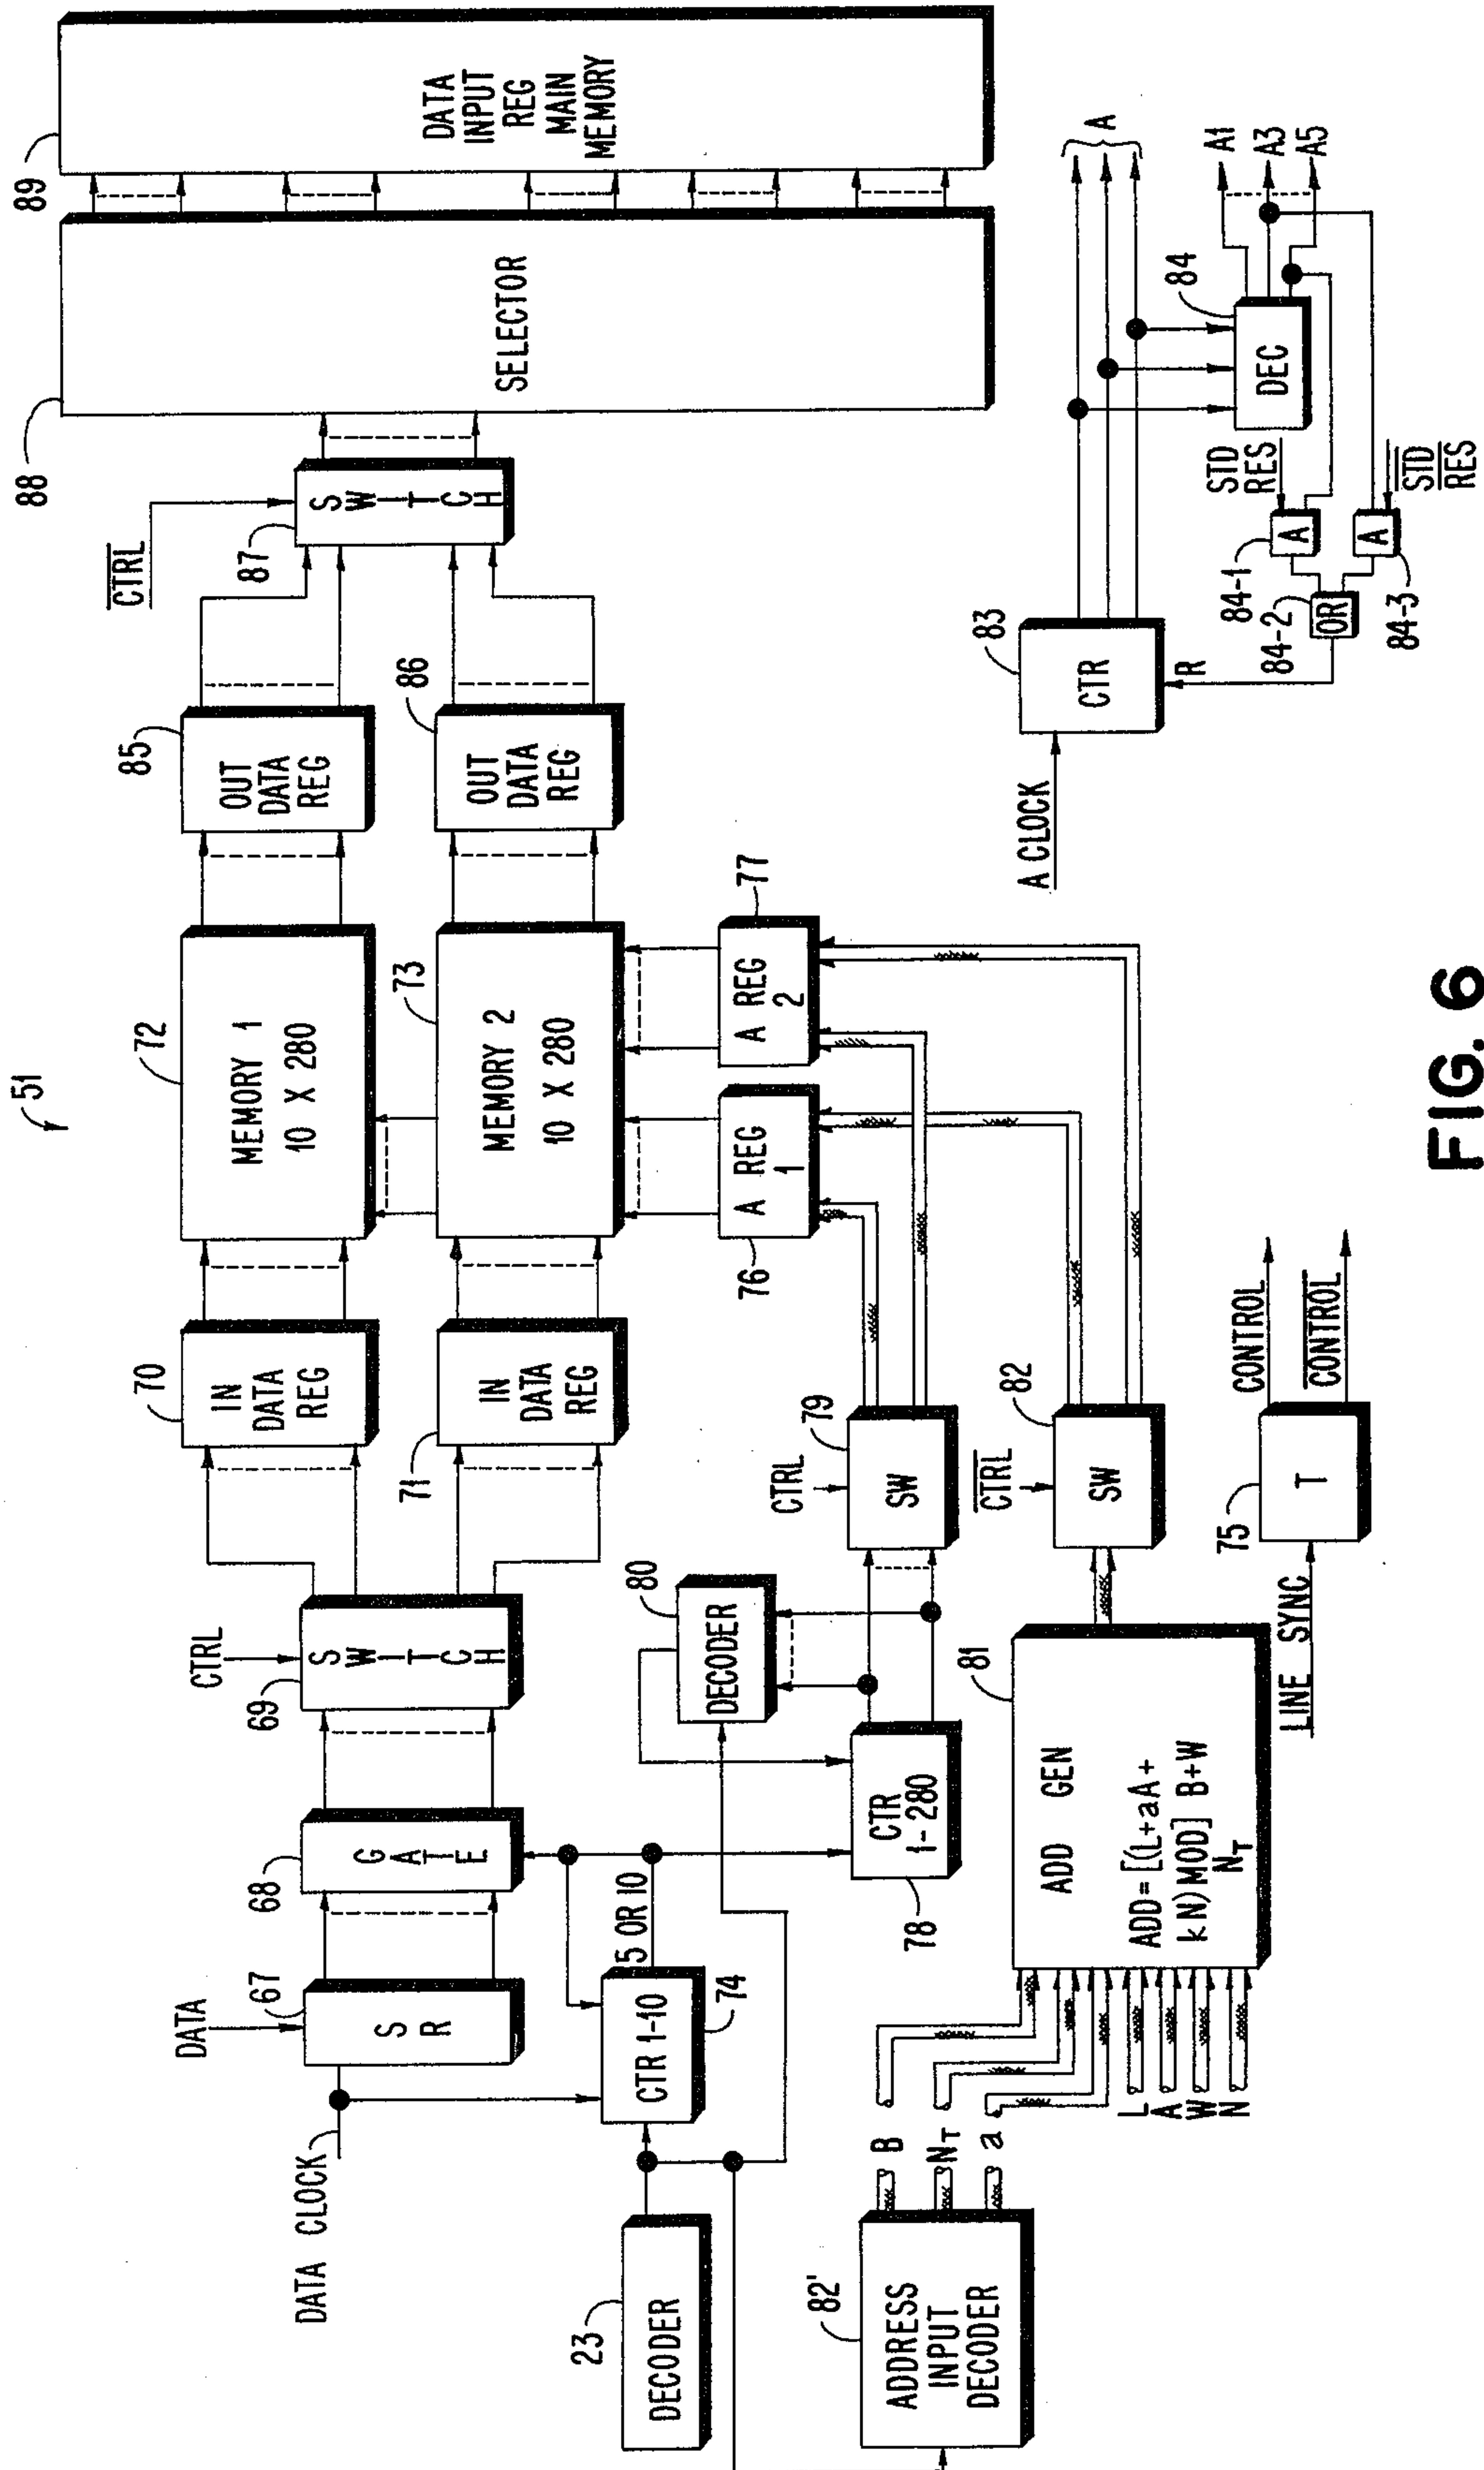 51
DATA CLOCK
DATA
67
S R
68
GATE
CTRL
69
SWITCH
70
IN
DATA
REG
71
IN
DATA
REG
72
MEMORY 1
10 X 280
73
MEMORY 2
10 X 280
85
OUT
DATA
REG
86
OUT
DATA
REG
CTRL
87
SWITCH
88
SELECTOR
89
DATA
INPUT
REG
MAIN
MEMORY
23
DECODER
CTR 1-10
5 OR 10
74
80
DECODER
CTR
1-280
78
CTRL
79
SW
76
A REG
1
77
A REG
2
82'
ADDRESS
INPUT
DECODER
B
NT
a
L
A
W
N
81
ADD GEN
ADD=[(L+aA+
kN)MOD] B+W
NT
CTRL
82
SW
LINE SYNC
75
T
CONTROL
CONTROL
A CLOCK
83
CTR
R
A
84
DEC
A1
A3
A5
STD
RES
84-1
A
84-2
OR
84-3
A
STD
RES
FIG. 6